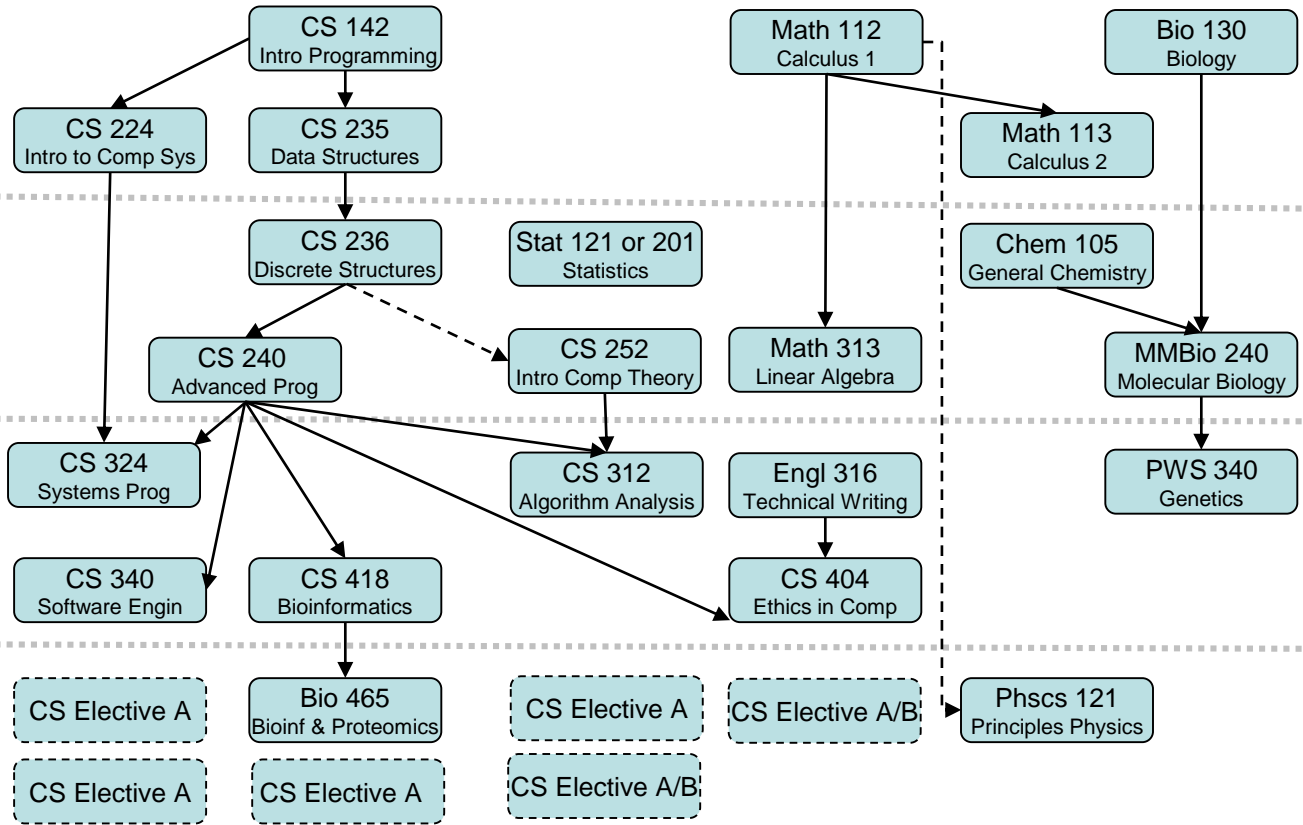 CS 142
Intro Programming
Math 112
Calculus 1
Bio 130
Biology
CS 224
Intro to Comp Sys
CS 235
Data Structures
Math 113
Calculus 2
CS 236
Discrete Structures
Stat 121 or 201
Statistics
Chem 105
General Chemistry
CS 240
Advanced Prog
CS 252
Intro Comp Theory
Math 313
Linear Algebra
MMBio 240
Molecular Biology
CS 324
Systems Prog
CS 312
Algorithm Analysis
Engl 316
Technical Writing
PWS 340
Genetics
CS 340
Software Engin
CS 418
Bioinformatics
CS 404
Ethics in Comp
CS Elective A
Bio 465
Bioinf & Proteomics
CS Elective A
CS Elective A/B
Phscs 121
Principles Physics
CS Elective A
CS Elective A
CS Elective A/B